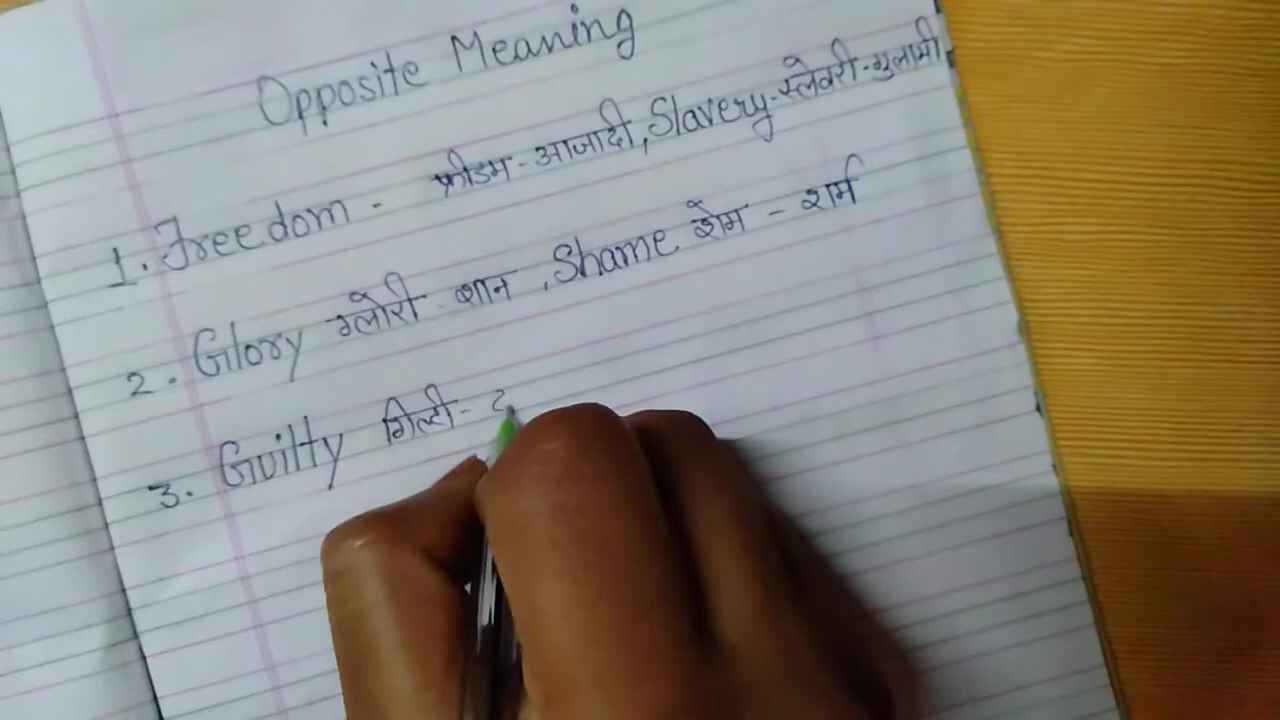 Opposite Meaning
1. Freedom - फ्रीडम - आजादी, Slavery - स्लेवरी - गुलामी
2. Glory ग्लोरी - शान, Shame शेम - शर्म
3. Guilty गिल्टी -